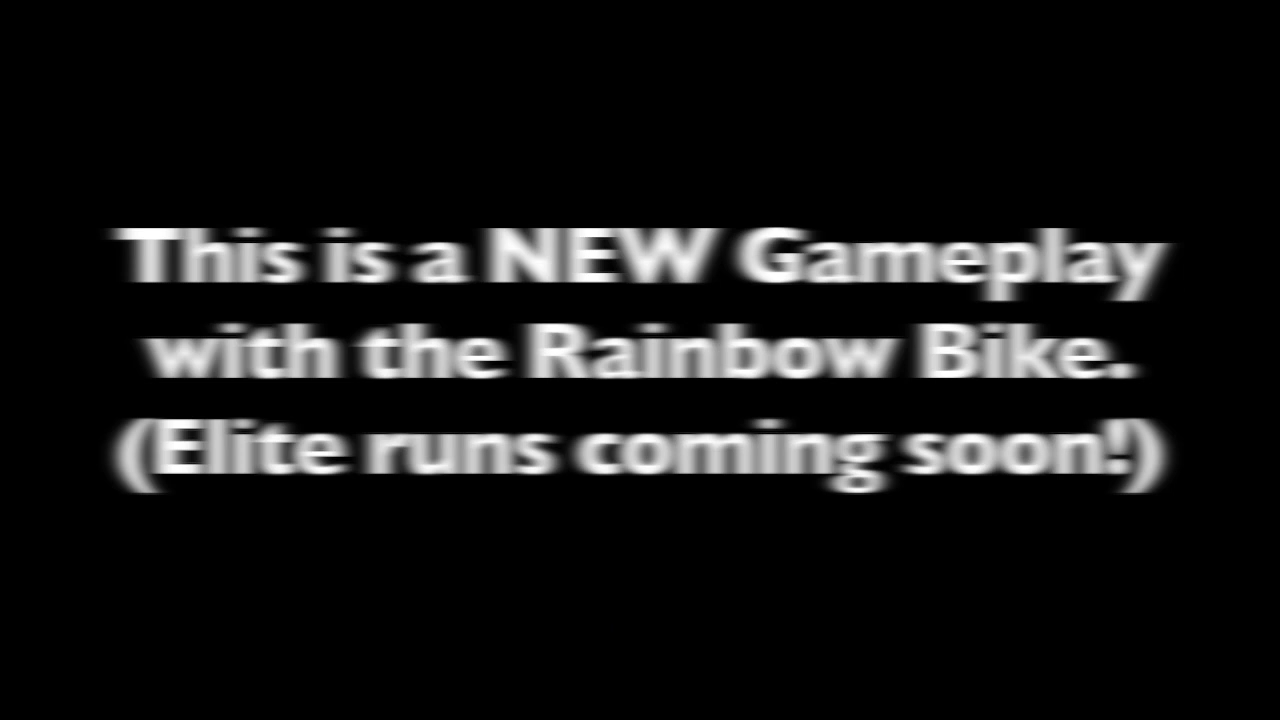 This is a NEW Gameplay
with the Rainbow Bike.
(Elite runs coming soon!)